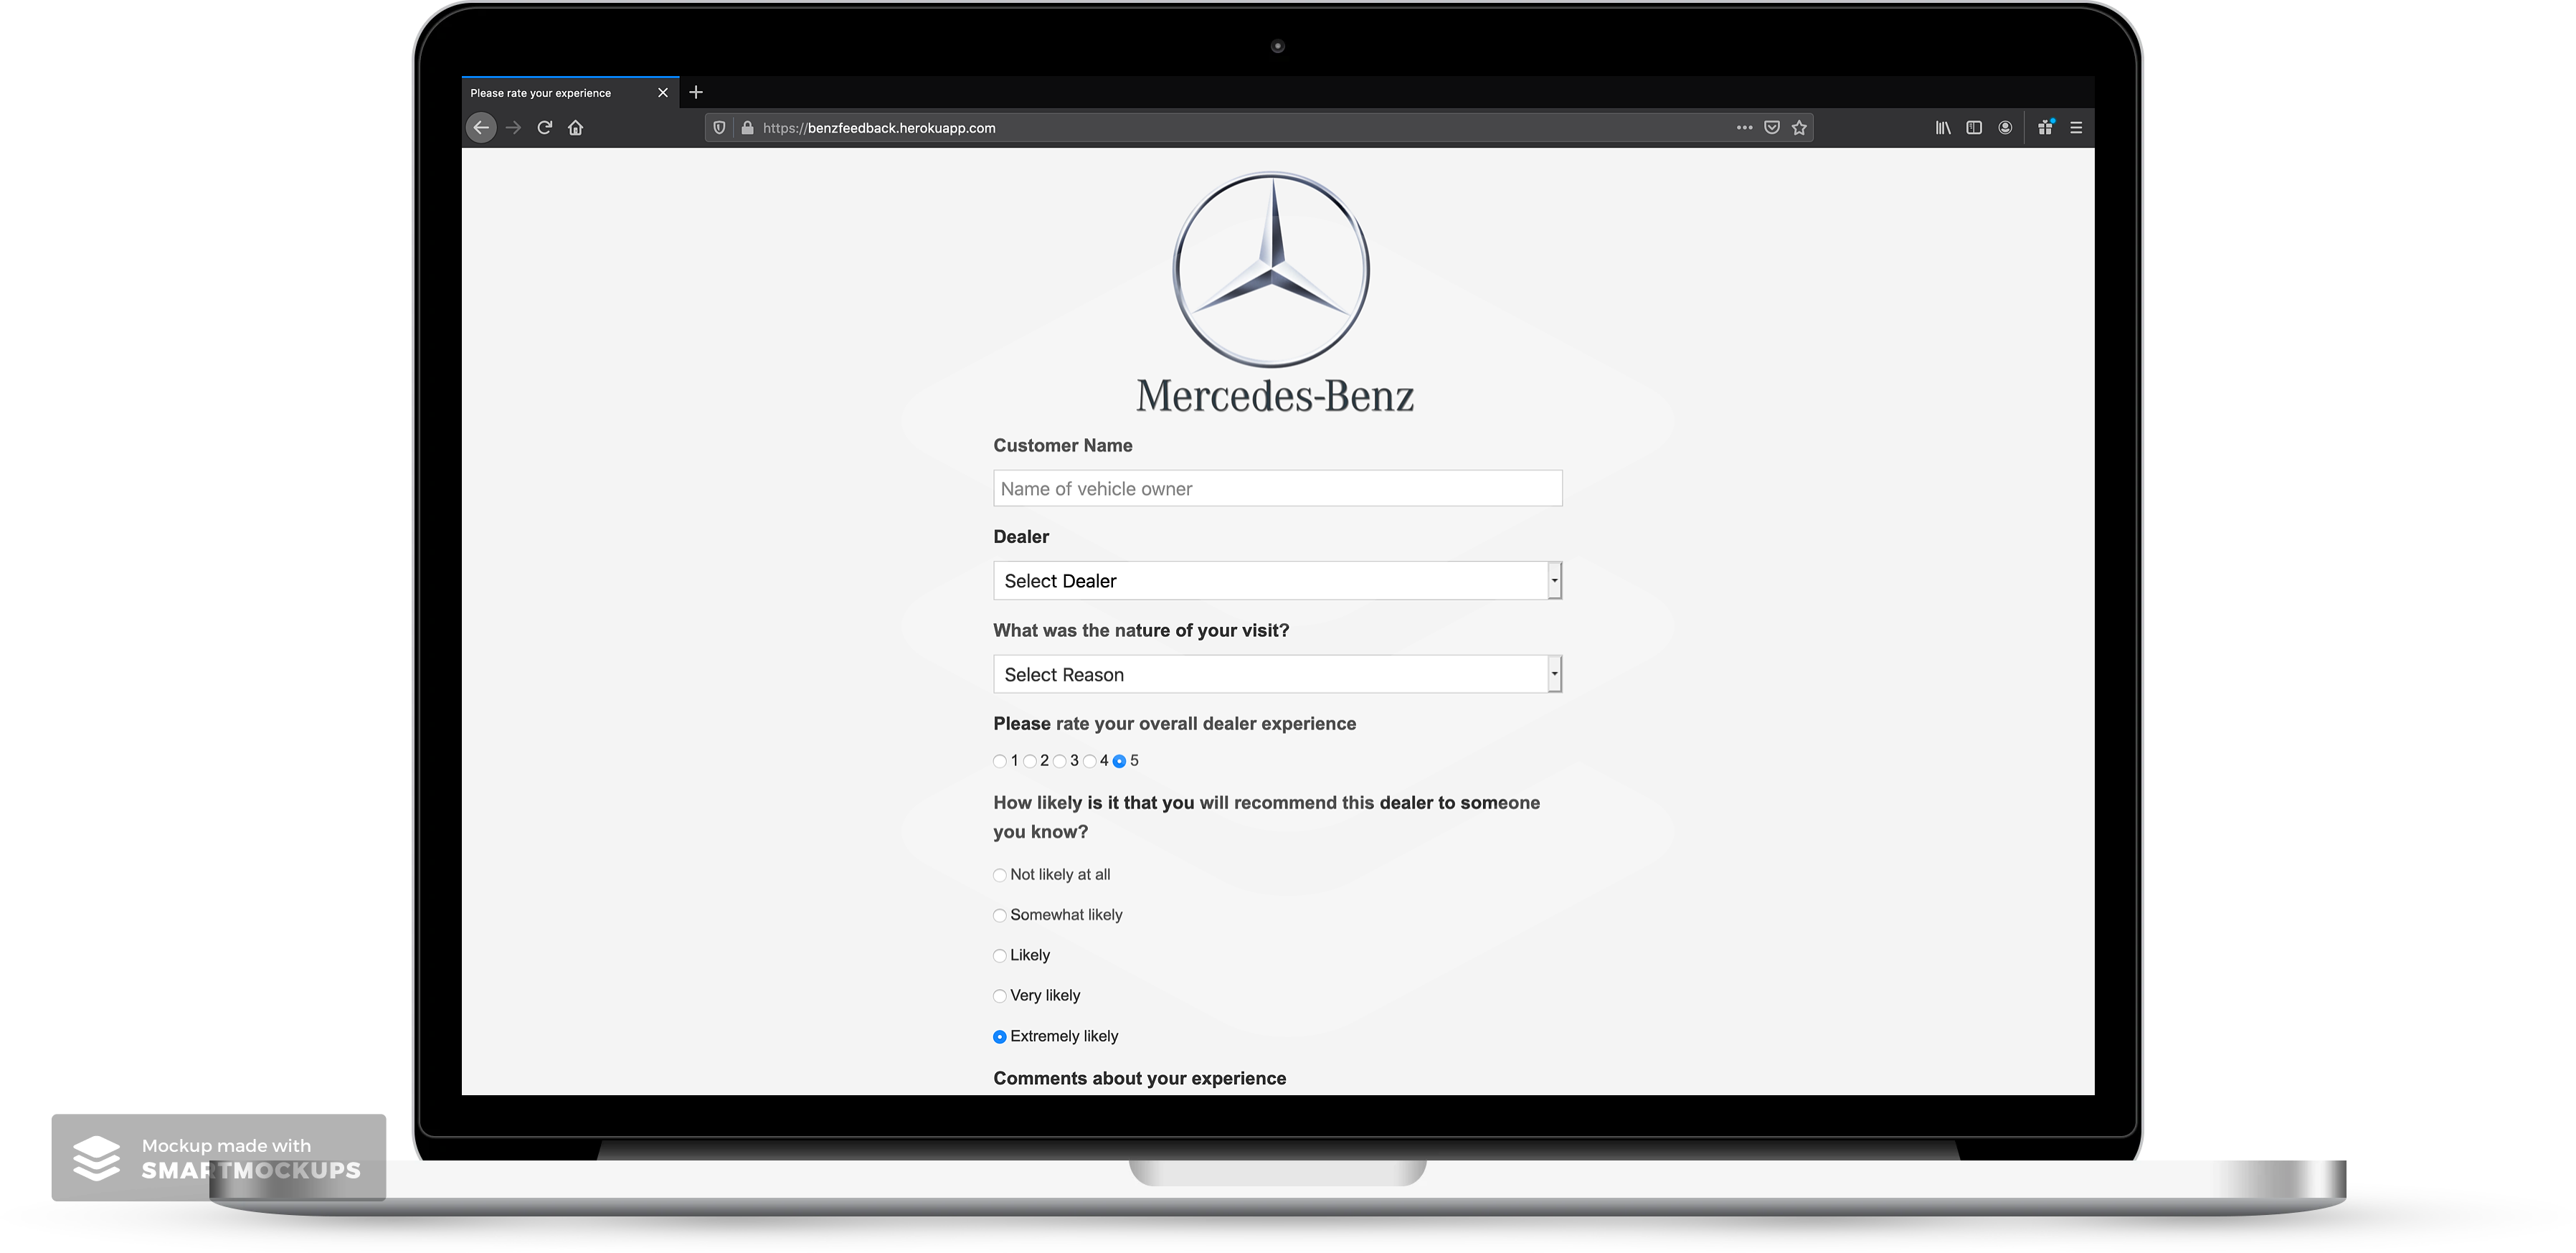 Please rate your experience
https://benzfeedback.herokuapp.com
Mercedes-Benz
Customer Name
Name of vehicle owner
Dealer
Select Dealer
What was the nature of your visit?
Select Reason
Please rate your overall dealer experience
1 2 3 4 5
How likely is it that you will recommend this dealer to someone
you know?
Not likely at all
Somewhat likely
Likely
Very likely
Extremely likely
Comments about your experience
Mockup made with
SMARTMOCKUPS